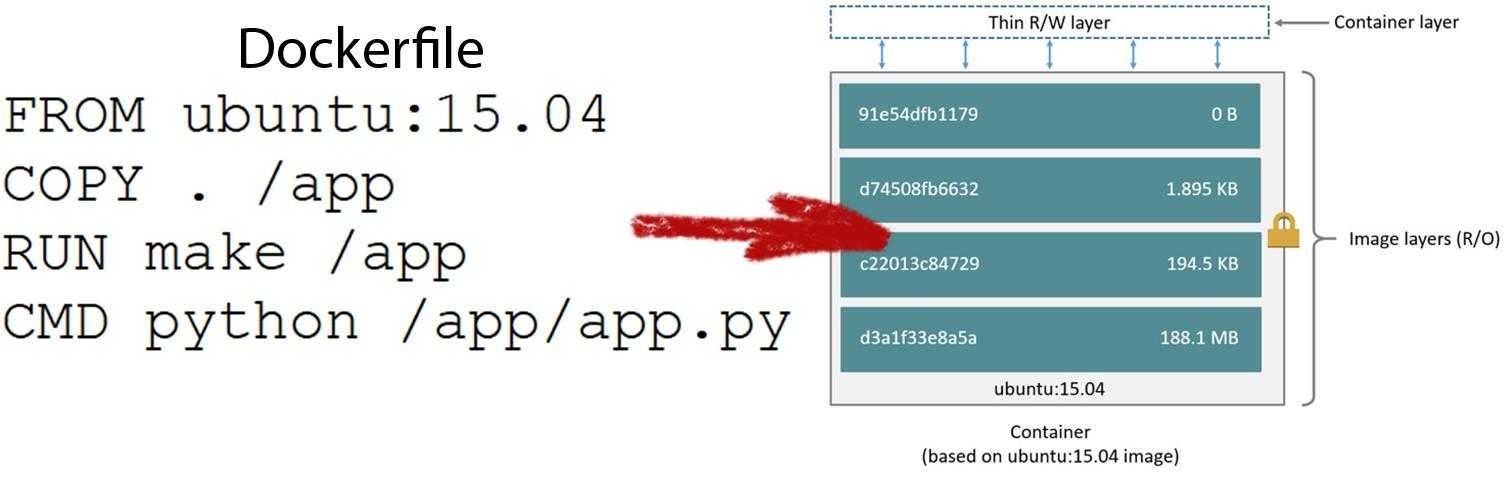 Dockerfile
FROM ubuntu:15.04
COPY . /app
RUN make /app
CMD python /app/app.py
Thin R/W layer
Container layer
91e54dfb1179 0 B
d74508fb6632 1.895 KB
c22013c84729 194.5 KB
d3a1f33e8a5a 188.1 MB
ubuntu:15.04
Image layers (R/O)
Container
(based on ubuntu:15.04 image)